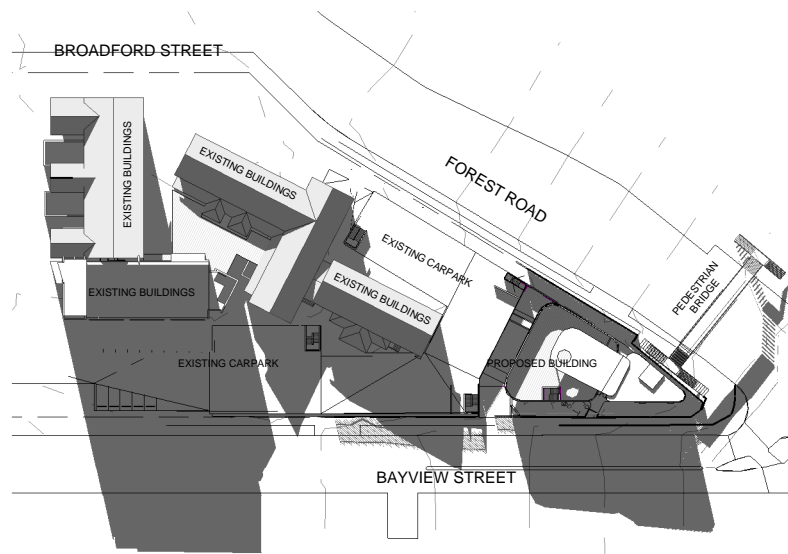 BROADFORD STREET
EXISTING BUILDINGS
EXISTING BUILDINGS
FOREST ROAD
EXISTING CARPARK
PEDESTRIAN
BRIDGE
EXISTING BUILDINGS
EXISTING BUILDINGS
EXISTING CARPARK
PROPOSED BUILDING
BAYVIEW STREET